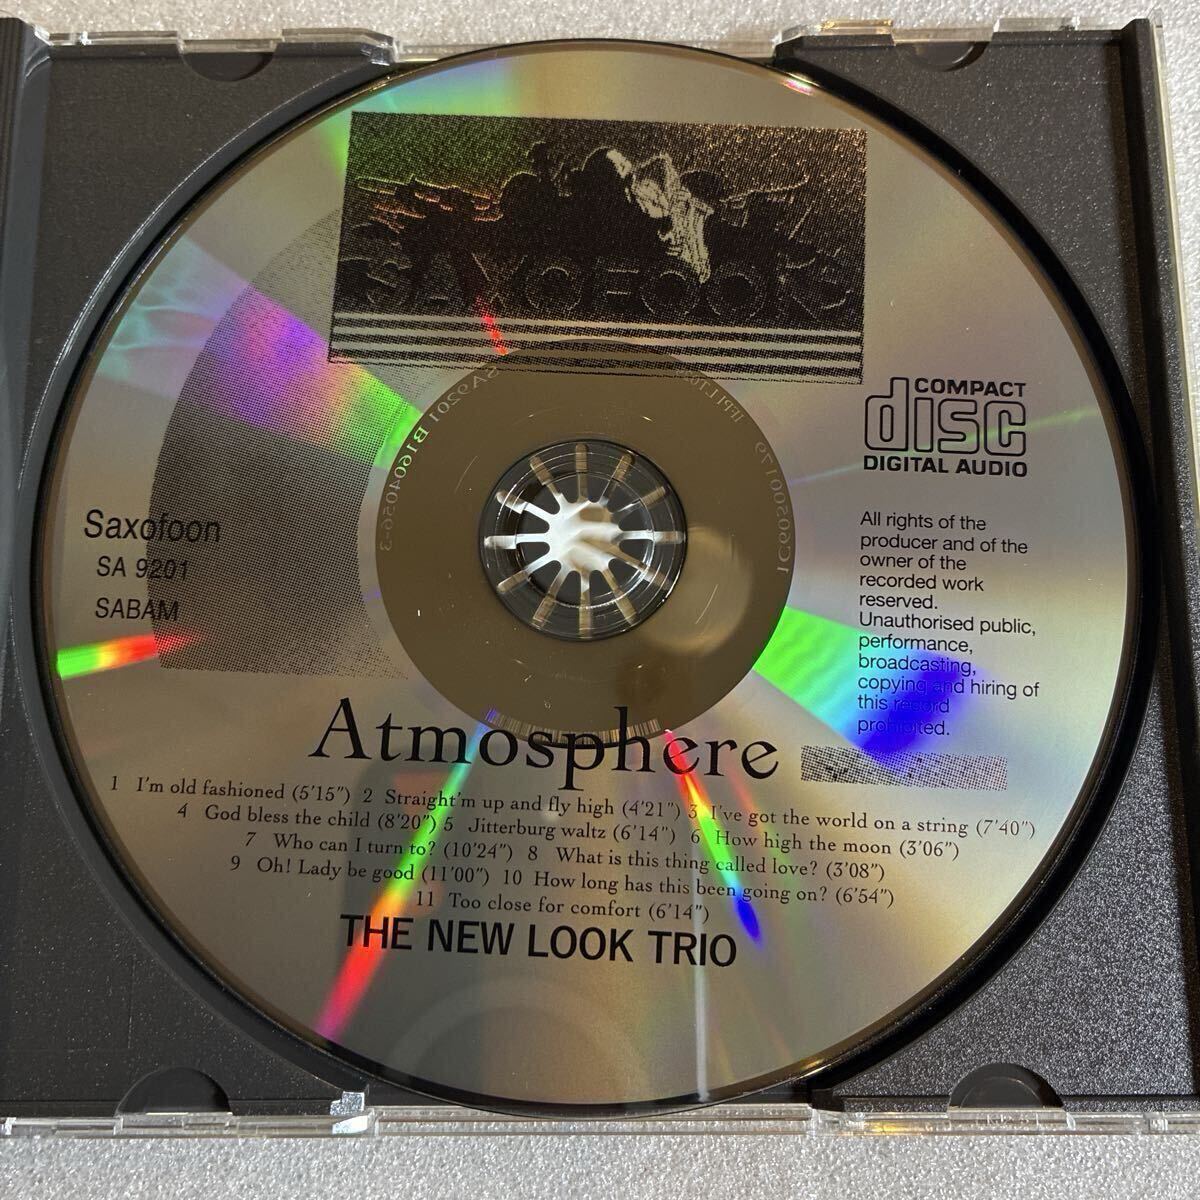 SAXOFOON
COMPACT
disc
DIGITAL AUDIO
Saxofoon
SA 9201
SABAM
SA 9201 B1604056-3
All rights of the
producer and of the
owner of the
recorded work
reserved.
Unauthorised public,
performance,
broadcasting,
copying and hiring of
this record
prohibited.
Atmosphere
1 I'm old fashioned (5'15") 2 Straight'm up and fly high (4'21") 3 I've got the world on a string (7'40")
4 God bless the child (8'20") 5 Jitterburg waltz (6'14") 6 How high the moon (3'06")
7 Who can I turn to? (10'24") 8 What is this thing called love? (3'08")
9 Oh! Lady be good (11'00") 10 How long has this been going on? (6'54")
11 Too close for comfort (6'14")
THE NEW LOOK TRIO